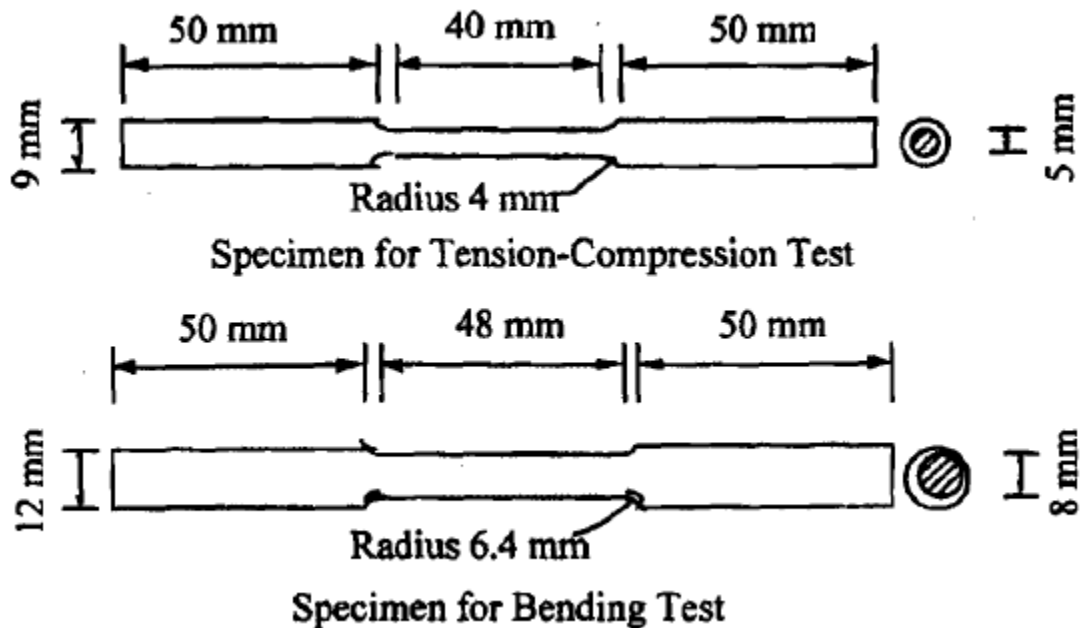 50 mm 40 mm 50 mm
9 mm
5 mm
Radius 4 mm
Specimen for Tension-Compression Test
50 mm 48 mm 50 mm
12 mm
8 mm
Radius 6.4 mm
Specimen for Bending Test